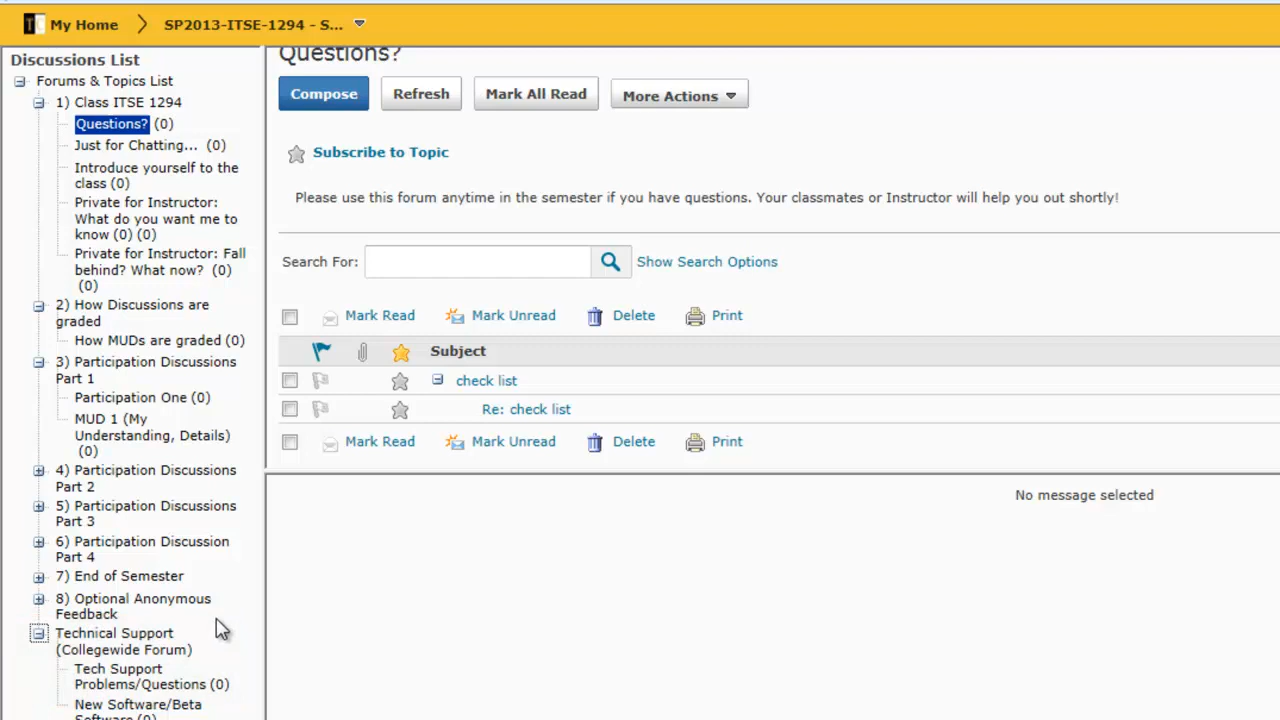 My Home
SP2013-ITSE-1294 - S...
Discussions List
Forums & Topics List
1) Class ITSE 1294
Questions? (0)
Just for Chatting... (0)
Introduce yourself to the
class (0)
Private for Instructor:
What do you want me to
know (0) (0)
Private for Instructor: Fall
behind? What now? (0)
(0)
2) How Discussions are
graded
How MUDs are graded (0)
3) Participation Discussions
Part 1
Participation One (0)
MUD 1 (My
Understanding, Details)
(0)
4) Participation Discussions
Part 2
5) Participation Discussions
Part 3
6) Participation Discussion
Part 4
7) End of Semester
8) Optional Anonymous
Feedback
Technical Support
(Collegewide Forum)
Tech Support
Problems/Questions (0)
New Software/Beta
Software (0)
Questions?
Compose Refresh Mark All Read More Actions
Subscribe to Topic
Please use this forum anytime in the semester if you have questions. Your classmates or Instructor will help you out shortly!
Search For: Show Search Options
Mark Read Mark Unread Delete Print
Subject
check list
Re: check list
Mark Read Mark Unread Delete Print
No message selected